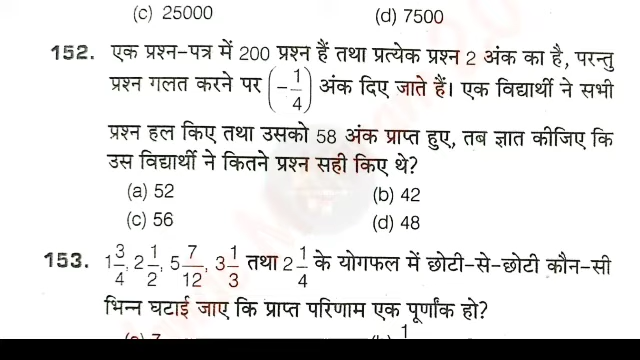 (c) 25000 (d) 7500
152. एक प्रश्न-पत्र में 200 प्रश्न हैं तथा प्रत्येक प्रश्न 2 अंक का है, परन्तु
प्रश्न गलत करने पर (-1/4) अंक दिए जाते हैं। एक विद्यार्थी ने सभी
प्रश्न हल किए तथा उसको 58 अंक प्राप्त हुए, तब ज्ञात कीजिए कि
उस विद्यार्थी ने कितने प्रश्न सही किए थे?
(a) 52 (b) 42
(c) 56 (d) 48
153. 1 3/4, 2 1/2, 5 7/12, 3 1/3 तथा 2 1/4 के योगफल में छोटी-से-छोटी कौन-सी
भिन्न घटाई जाए कि प्राप्त परिणाम एक पूर्णांक हो?